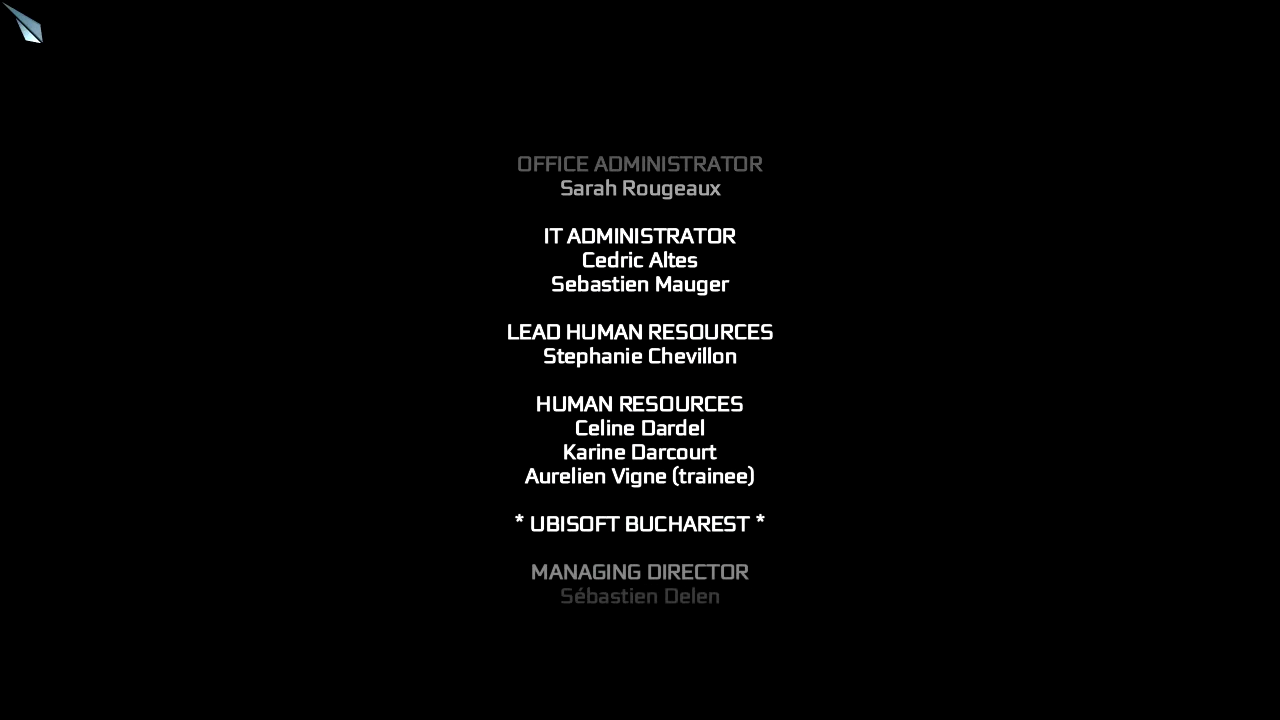 OFFICE ADMINISTRATOR
Sarah Rougeaux
IT ADMINISTRATOR
Cedric Altes
Sebastien Mauger
LEAD HUMAN RESOURCES
Stephanie Chevillon
HUMAN RESOURCES
Celine Dardel
Karine Darcourt
Aurelien Vigne (trainee)
* UBISOFT BUCHAREST *
MANAGING DIRECTOR
Sébastien Delen